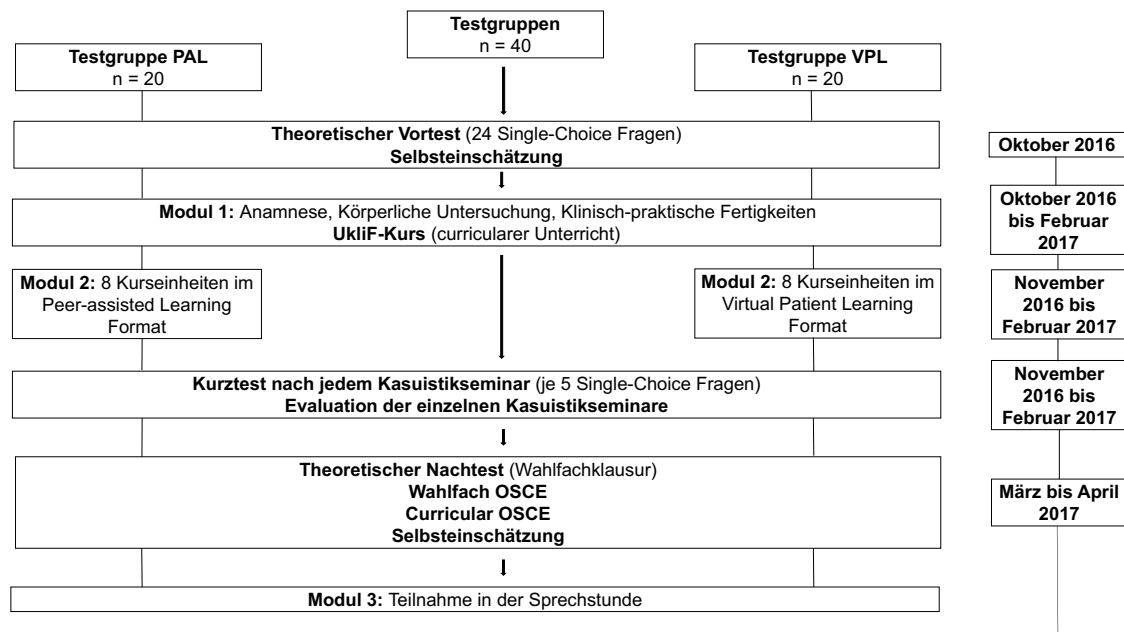 Testgruppen
n = 40
Testgruppe PAL
n = 20
Testgruppe VPL
n = 20
Theoretischer Vortest (24 Single-Choice Fragen)
Selbsteinschätzung
Oktober 2016
Modul 1: Anamnese, Körperliche Untersuchung, Klinisch-praktische Fertigkeiten
UkliF-Kurs (curricularer Unterricht)
Oktober 2016
bis Februar
2017
Modul 2: 8 Kurseinheiten im
Peer-assisted Learning
Format
Modul 2: 8 Kurseinheiten im
Virtual Patient Learning
Format
November
2016 bis
Februar 2017
Kurztest nach jedem Kasuistikseminar (je 5 Single-Choice Fragen)
Evaluation der einzelnen Kasuistikseminare
November
2016 bis
Februar 2017
Theoretischer Nachtest (Wahlfachklausur)
Wahlfach OSCE
Curricular OSCE
Selbsteinschätzung
März bis April
2017
Modul 3: Teilnahme in der Sprechstunde